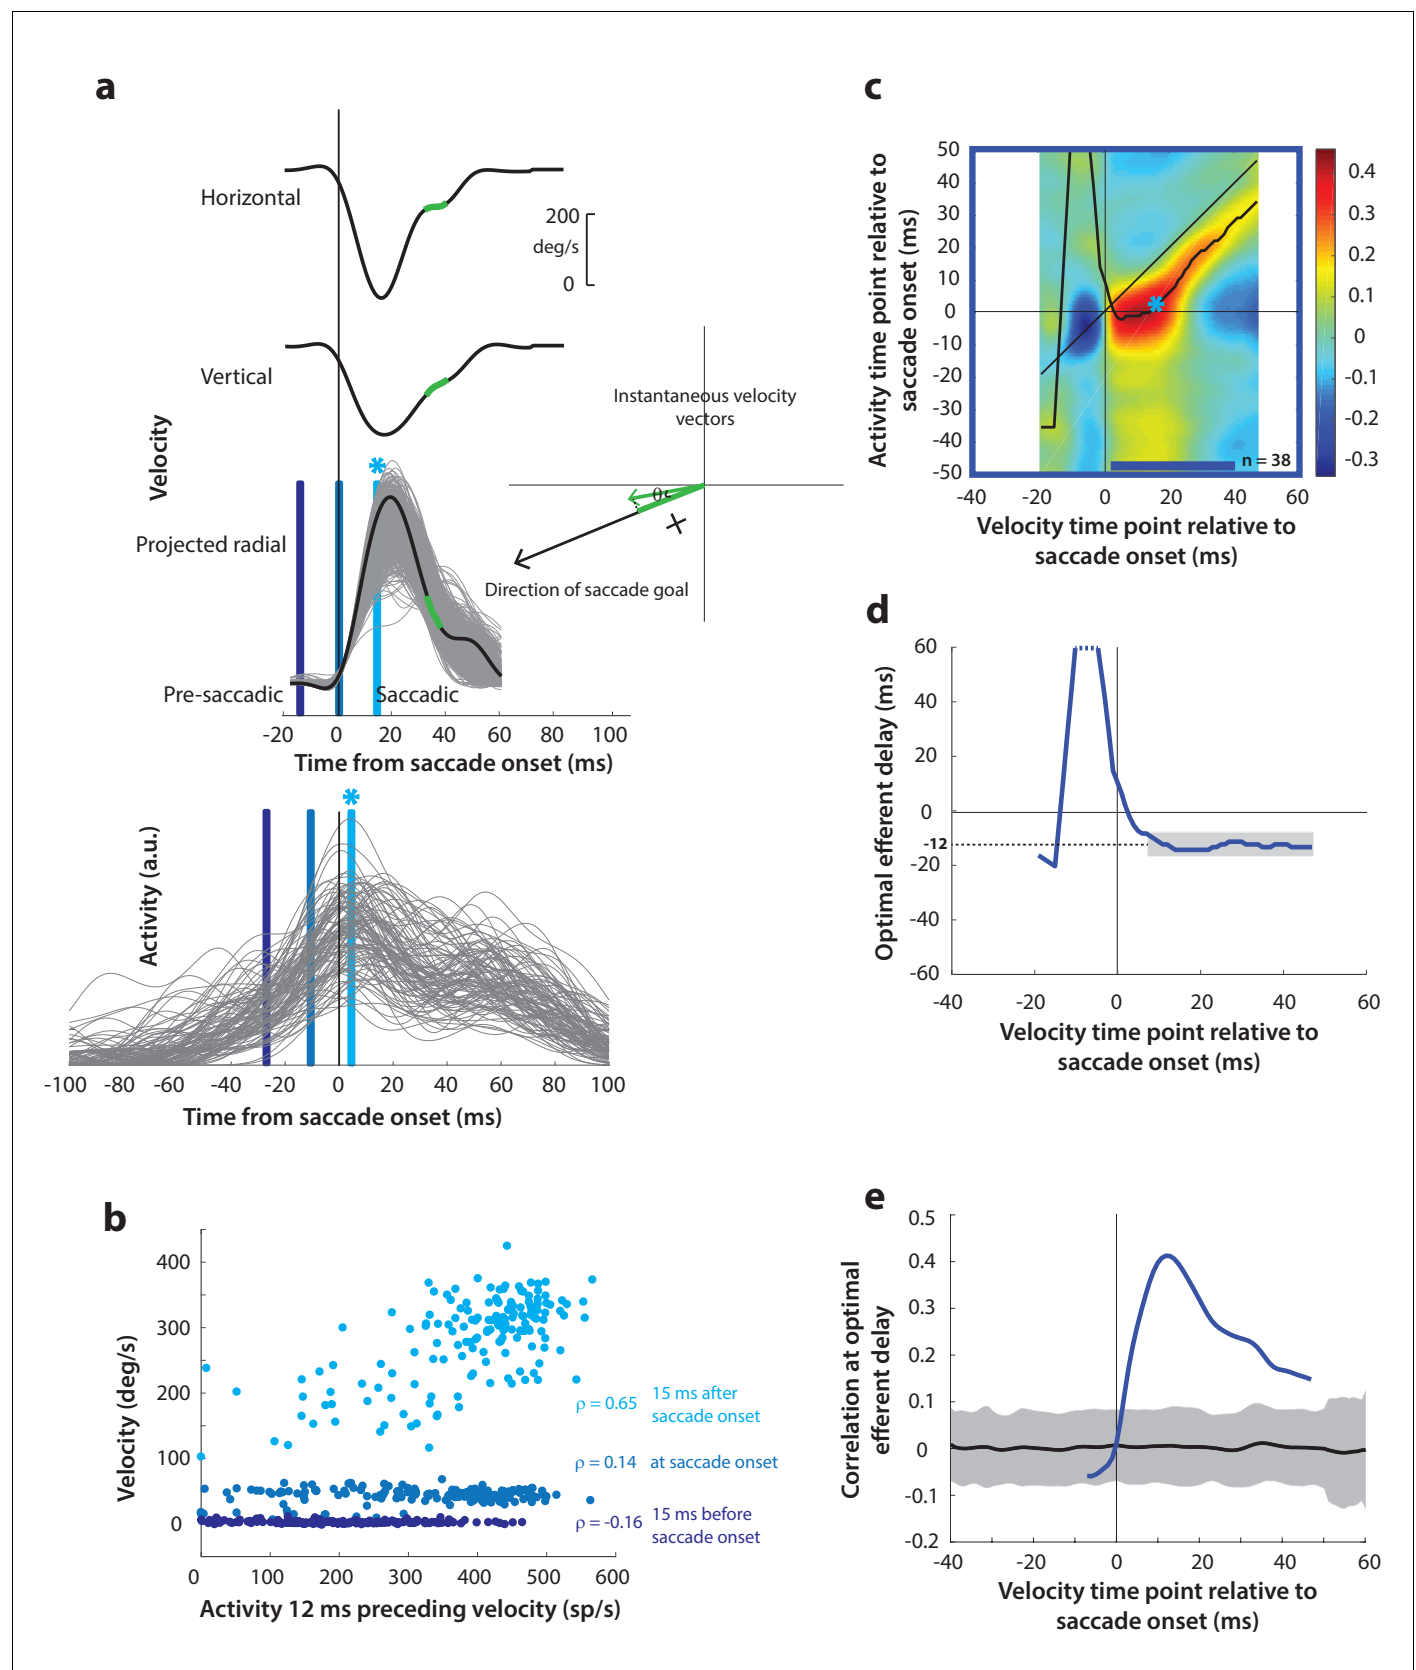 a
Horizontal
200
deg/s
0
Vertical
Instantaneous velocity
vectors
Velocity
θ
Projected radial
Direction of saccade goal
Pre-saccadic
Saccadic
-20 0 20 40 60 80 100
Time from saccade onset (ms)
Activity (a.u.)
-100 -80 -60 -40 -20 0 20 40 60 80 100
Time from saccade onset (ms)
b
400
300
200
100
0
Velocity (deg/s)
ρ = 0.65 15 ms after
saccade onset
ρ = 0.14 at saccade onset
ρ = -0.16 15 ms before
saccade onset
0 100 200 300 400 500 600
Activity 12 ms preceding velocity (sp/s)
c
50
40
30
20
10
0
-10
-20
-30
-40
-50
Activity time point relative to
saccade onset (ms)
n = 38
0.4
0.3
0.2
0.1
0
-0.1
-0.2
-0.3
-40 -20 0 20 40 60
Velocity time point relative to
saccade onset (ms)
d
60
40
20
0
-12
-20
-40
-60
Optimal efferent delay (ms)
-40 -20 0 20 40 60
Velocity time point relative to
saccade onset (ms)
e
0.5
0.4
0.3
0.2
0.1
0
-0.1
-0.2
Correlation at optimal
efferent delay
-40 -20 0 20 40 60
Velocity time point relative to
saccade onset (ms)